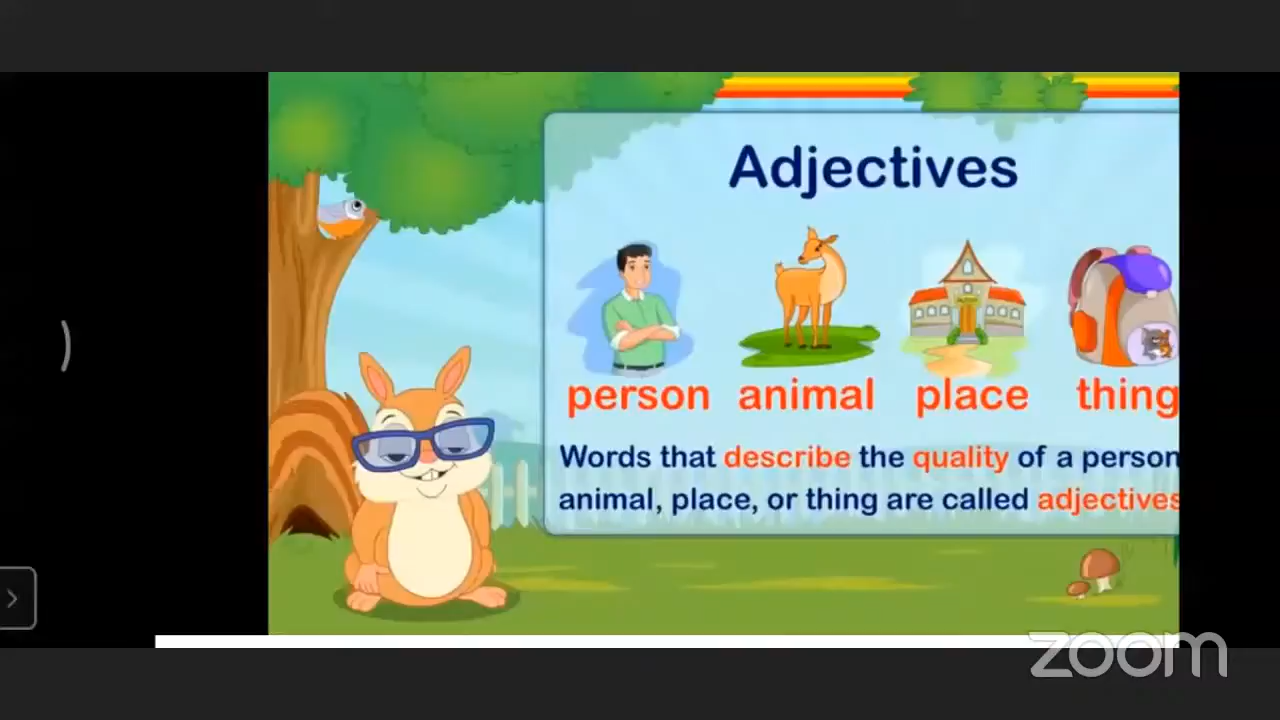 Adjectives
person animal place thing
Words that describe the quality of a person
animal, place, or thing are called adjectives
zoom